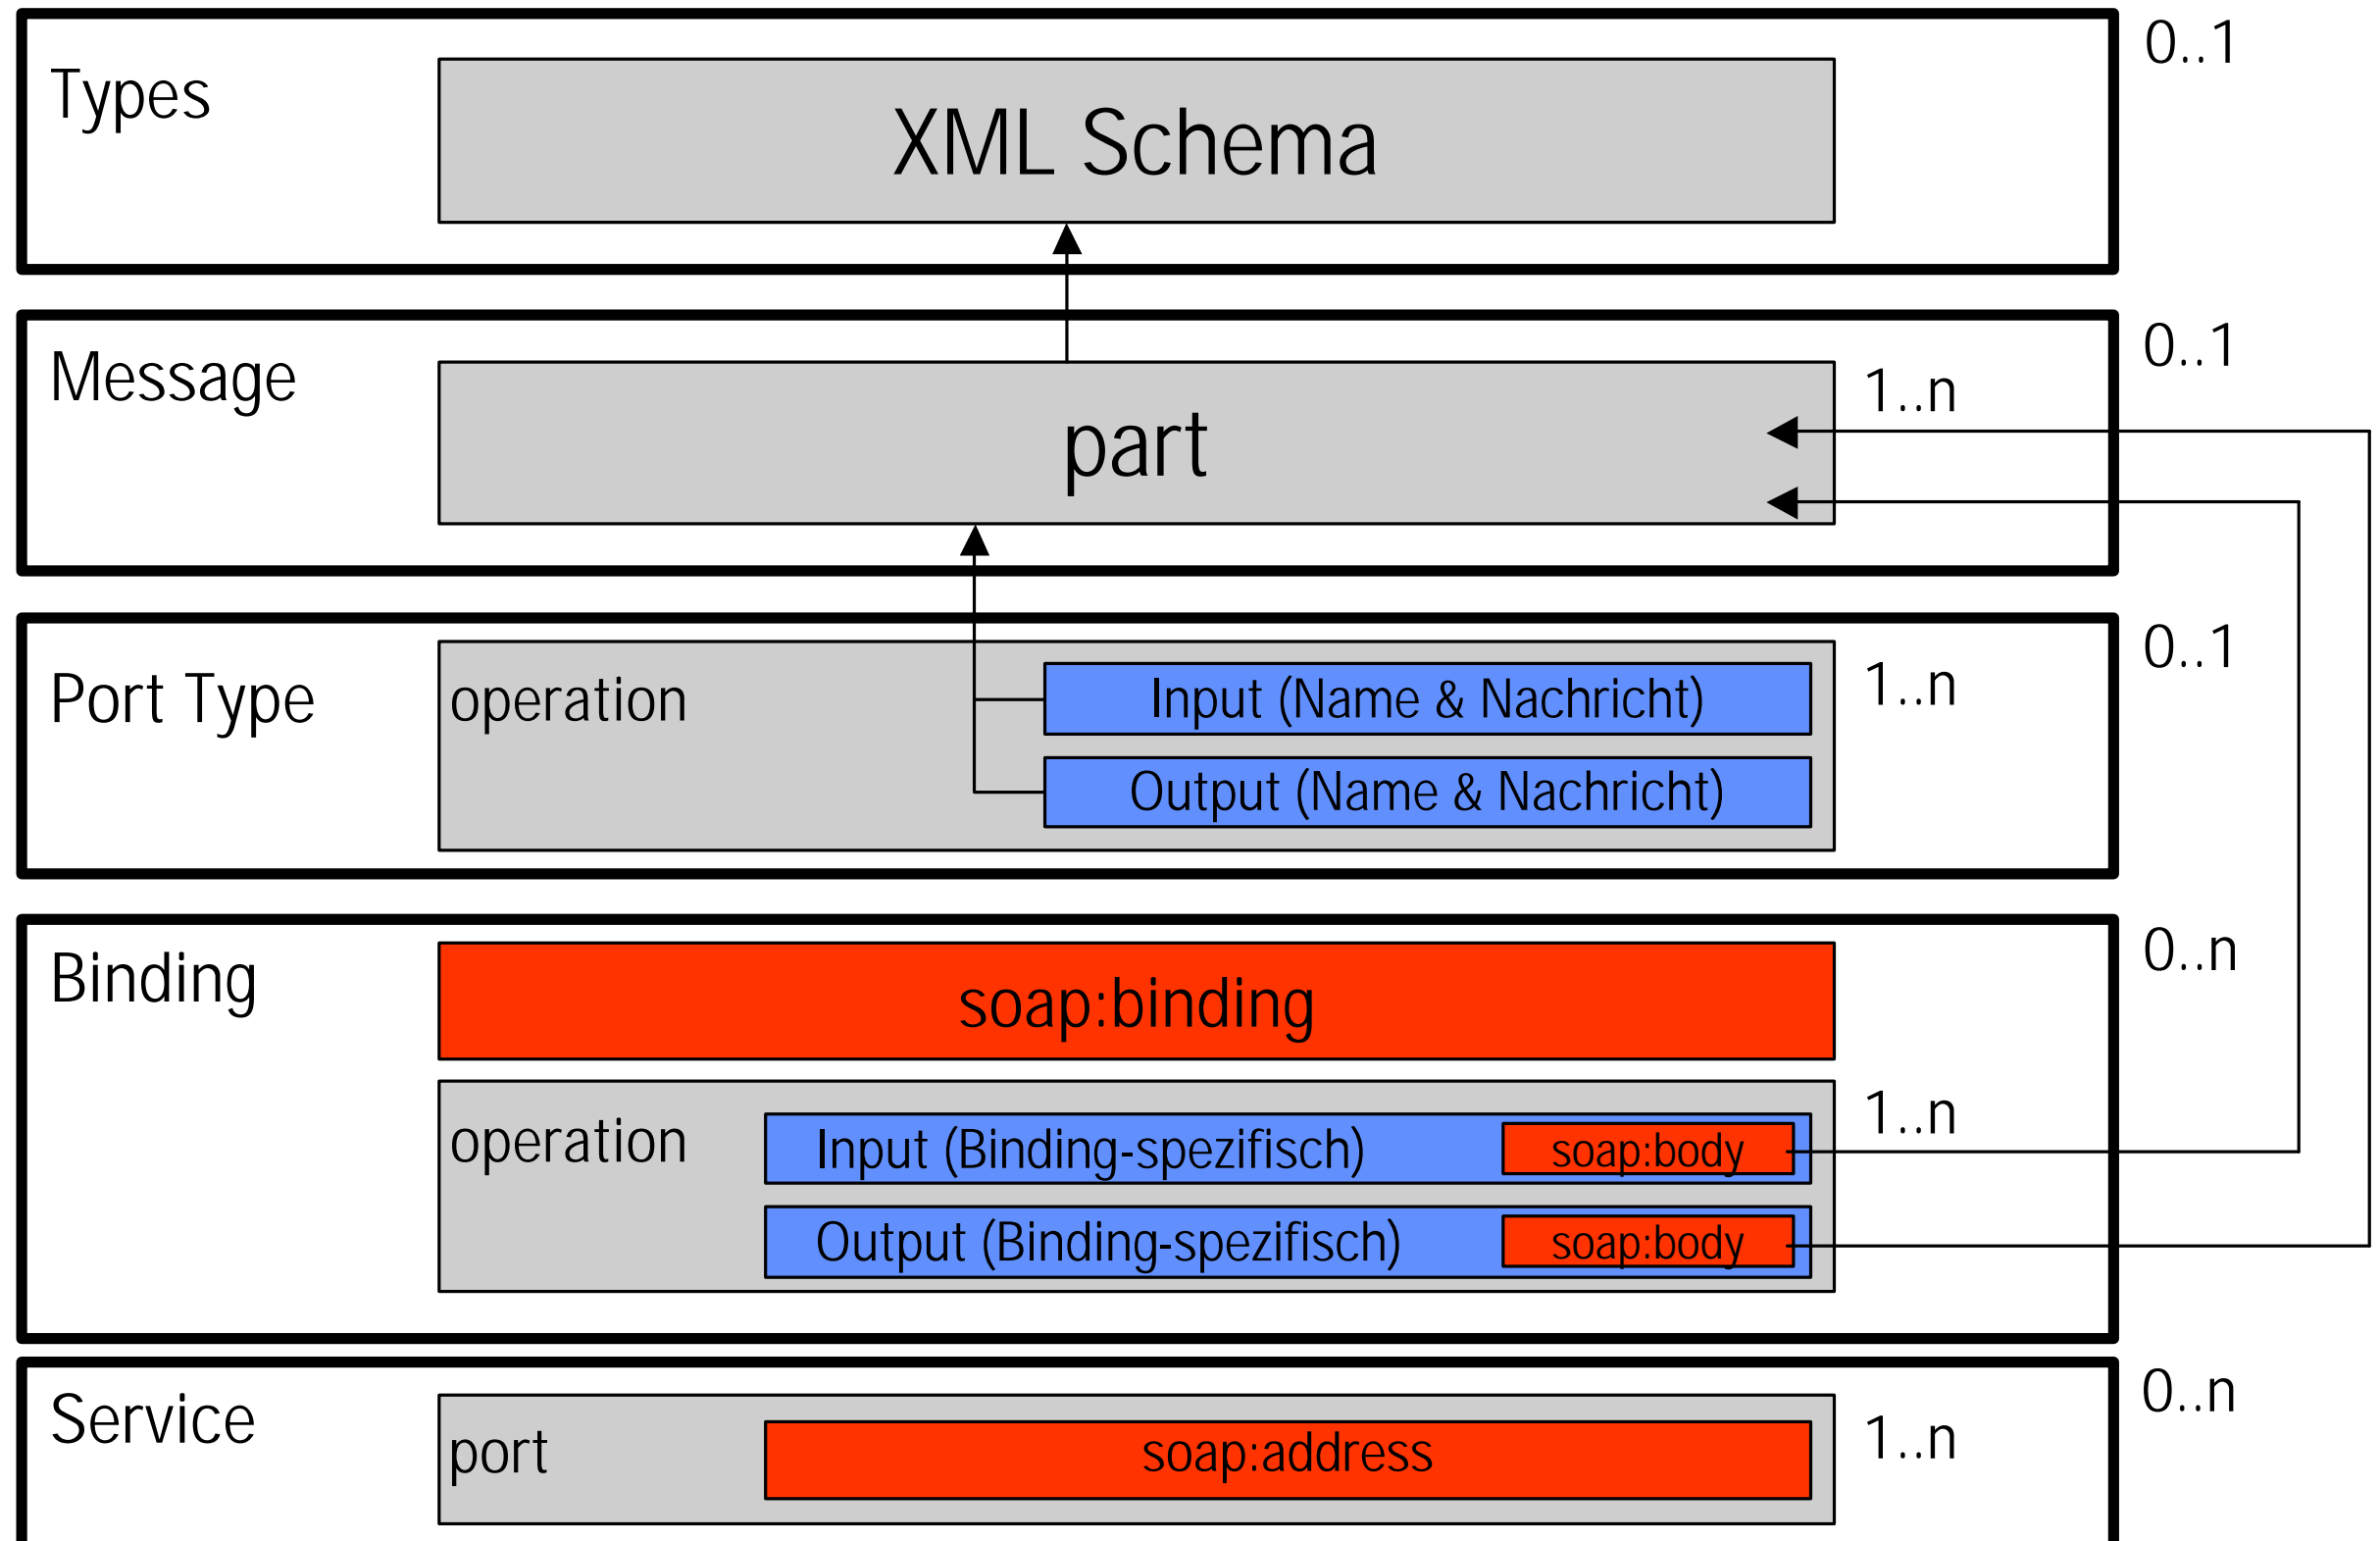 Types
XML Schema
0..1
Message
part
1..n
0..1
Port Type
operation
Input (Name & Nachricht)
Output (Name & Nachricht)
1..n
0..1
Binding
soap:binding
0..n
operation
Input (Binding-spezifisch)
soap:body
Output (Binding-spezifisch)
soap:body
1..n
Service
port
soap:address
1..n
0..n